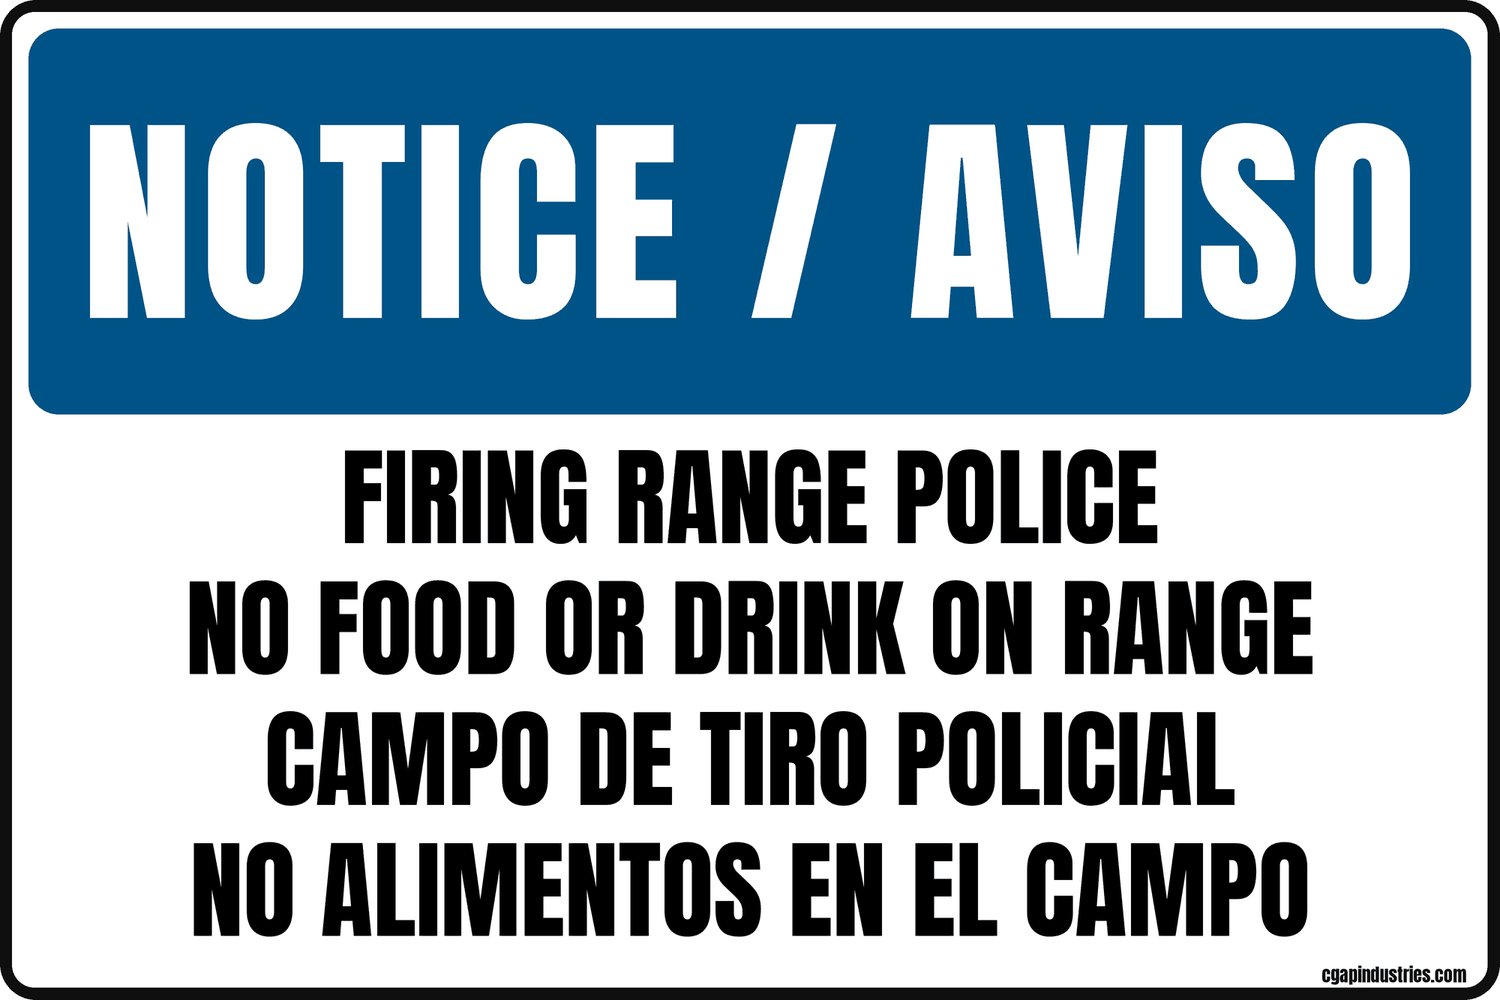 NOTICE / AVISO
FIRING RANGE POLICE
NO FOOD OR DRINK ON RANGE
CAMPO DE TIRO POLICIAL
NO ALIMENTOS EN EL CAMPO
cgapindustries.com